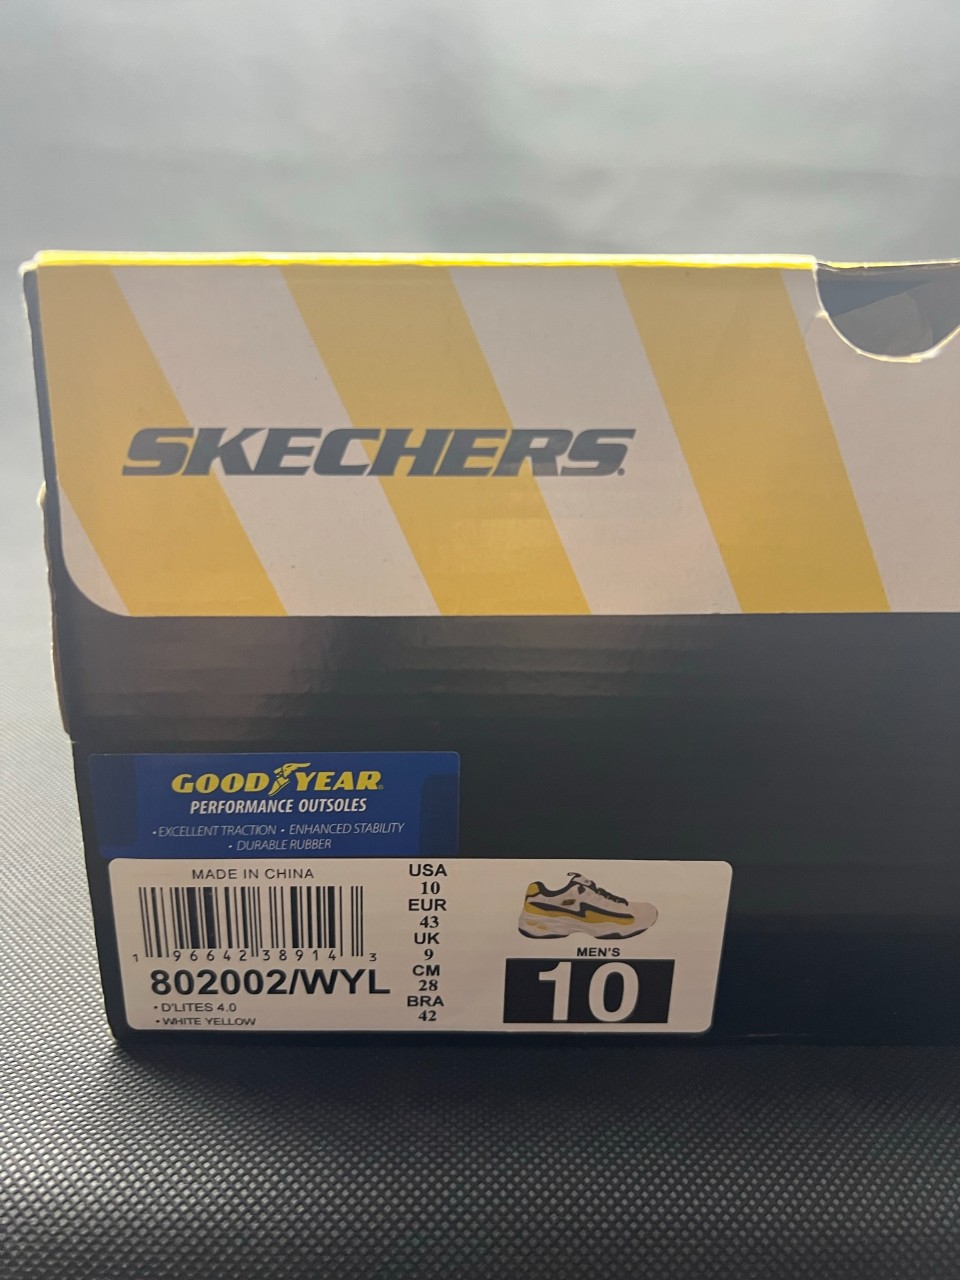 SKECHERS.
GOODYEAR
PERFORMANCE OUTSOLES
• EXCELLENT TRACTION • ENHANCED STABILITY
• DURABLE RUBBER
MADE IN CHINA
1 96642 38914 3
802002/WYL
• D'LITES 4.0
• WHITE YELLOW
USA
10
EUR
43
UK
9
CM
28
BRA
42
MEN'S
10